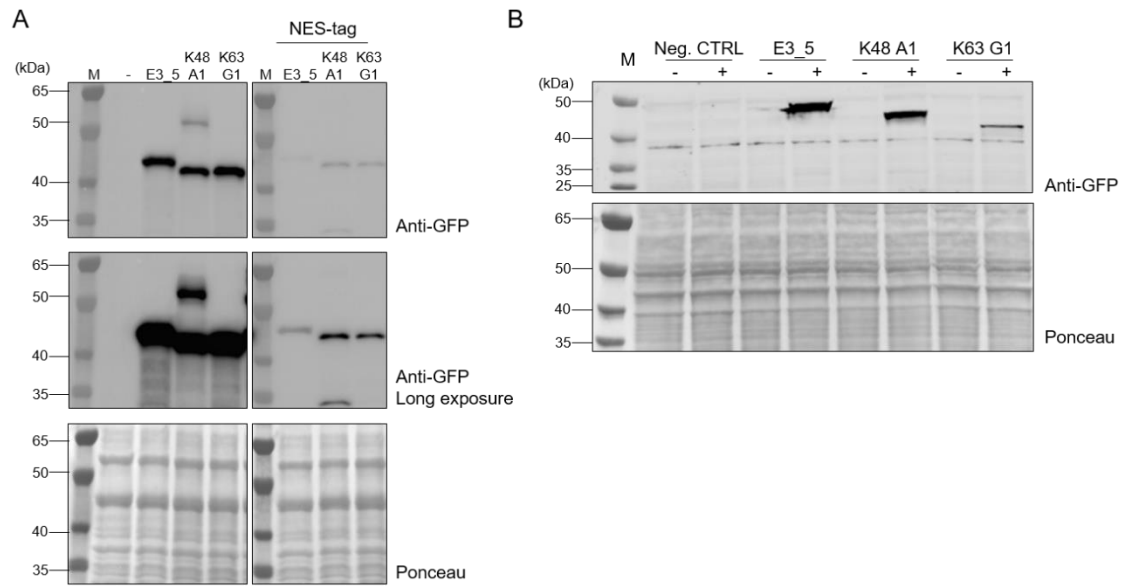 A
NES-tag
(kDa) M - E3_5 K48 A1 K63 G1 M E3_5 K48 A1 K63 G1
65
50
40
35
Anti-GFP
65
50
40
35
Anti-GFP
Long exposure
65
50
40
35
Ponceau
B
Neg. CTRL E3_5 K48 A1 K63 G1
(kDa) M - + - + - + - +
50
40
35
25
Anti-GFP
65
50
40
35
Ponceau